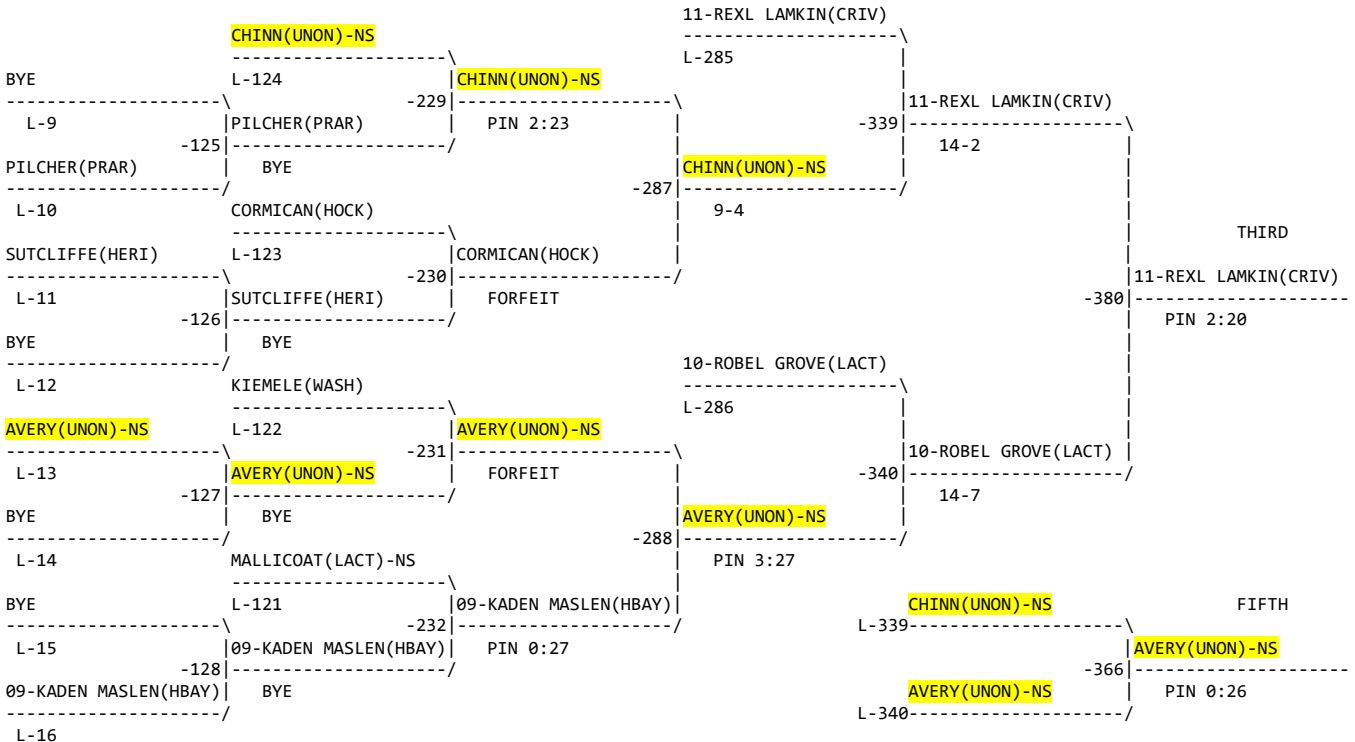 11-REXL LAMKIN(CRIV)
CHINN(UNON)-NS ---------------------\
---------------------\ L-285 |
BYE L-124 |CHINN(UNON)-NS |
---------------------\ -229|---------------------\ |11-REXL LAMKIN(CRIV)
L-9 |PILCHER(PRAR) | PIN 2:23 | -339|---------------------\
-125|---------------------/ | | 14-2 |
PILCHER(PRAR) | BYE |CHINN(UNON)-NS | |
---------------------/ -287|---------------------/ |
L-10 CORMICAN(HOCK) | 9-4 |
---------------------\ | | THIRD
SUTCLIFFE(HERI) L-123 |CORMICAN(HOCK) | |
---------------------\ -230|---------------------/ |11-REXL LAMKIN(CRIV)
L-11 |SUTCLIFFE(HERI) | FORFEIT -380|---------------------
-126|---------------------/ | PIN 2:20
BYE | BYE |
---------------------/ 10-ROBEL GROVE(LACT) |
L-12 KIEMELE(WASH) ---------------------\ |
---------------------\ L-286 | |
AVERY(UNON)-NS L-122 |AVERY(UNON)-NS | |
---------------------\ -231|---------------------\ |10-ROBEL GROVE(LACT) |
L-13 |AVERY(UNON)-NS | FORFEIT | -340|---------------------/
-127|---------------------/ | | 14-7
BYE | BYE |AVERY(UNON)-NS |
---------------------/ -288|---------------------/
L-14 MALLICOAT(LACT)-NS | PIN 3:27
---------------------\ |
BYE L-121 |09-KADEN MASLEN(HBAY)| CHINN(UNON)-NS FIFTH
---------------------\ -232|---------------------/ L-339---------------------\
L-15 |09-KADEN MASLEN(HBAY)| PIN 0:27 |AVERY(UNON)-NS
-128|---------------------/ -366|---------------------
09-KADEN MASLEN(HBAY)| BYE AVERY(UNON)-NS | PIN 0:26
---------------------/ L-340---------------------/
L-16